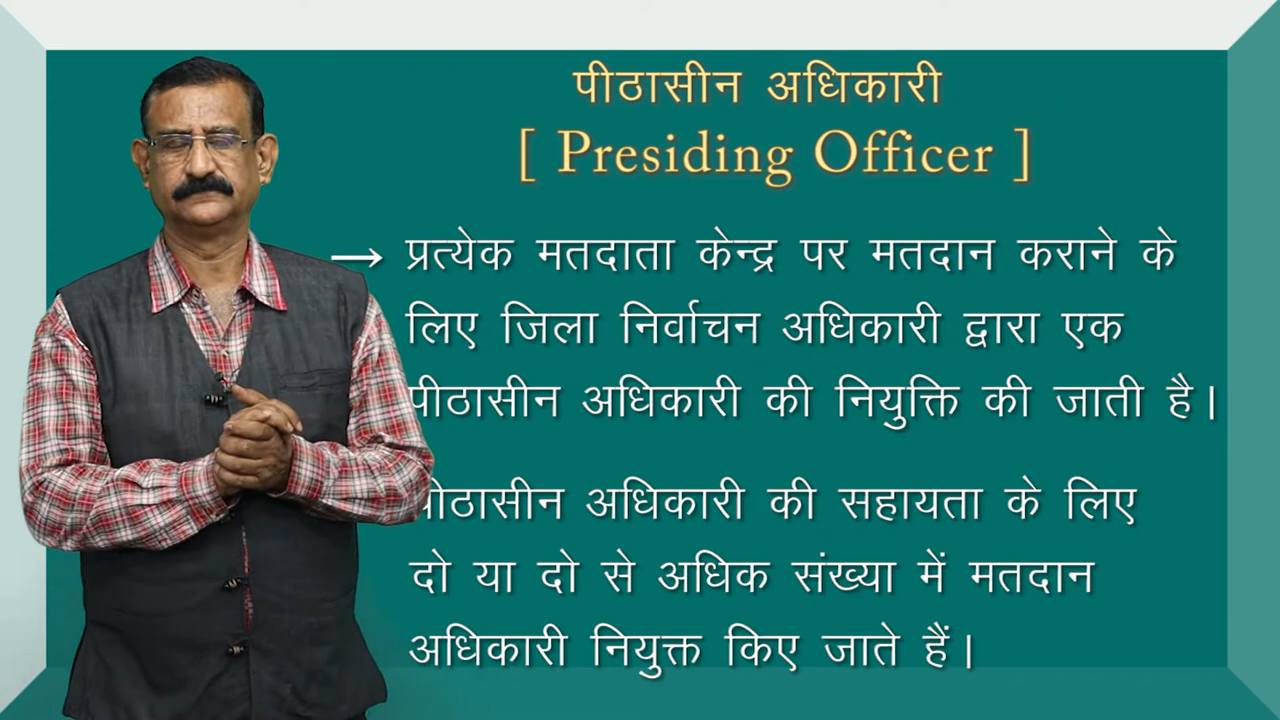 पीठासीन अधिकारी
[ Presiding Officer ]
→ प्रत्येक मतदाता केन्द्र पर मतदान कराने के
लिए जिला निर्वाचन अधिकारी द्वारा एक
पीठासीन अधिकारी की नियुक्ति की जाती है।
पीठासीन अधिकारी की सहायता के लिए
दो या दो से अधिक संख्या में मतदान
अधिकारी नियुक्त किए जाते हैं।